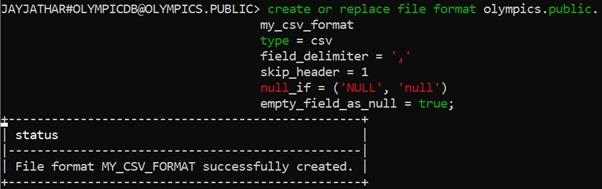 JAYJATHAR#OLYMPICDB@OLYMPICS.PUBLIC> create or replace file format olympics.public.
my_csv_format
type = csv
field_delimiter = ','
skip_header = 1
null_if = ('NULL', 'null')
empty_field_as_null = true;
+-------------------------------------------------+
| status                                          |
|-------------------------------------------------|
| File format MY_CSV_FORMAT successfully created. |
+-------------------------------------------------+